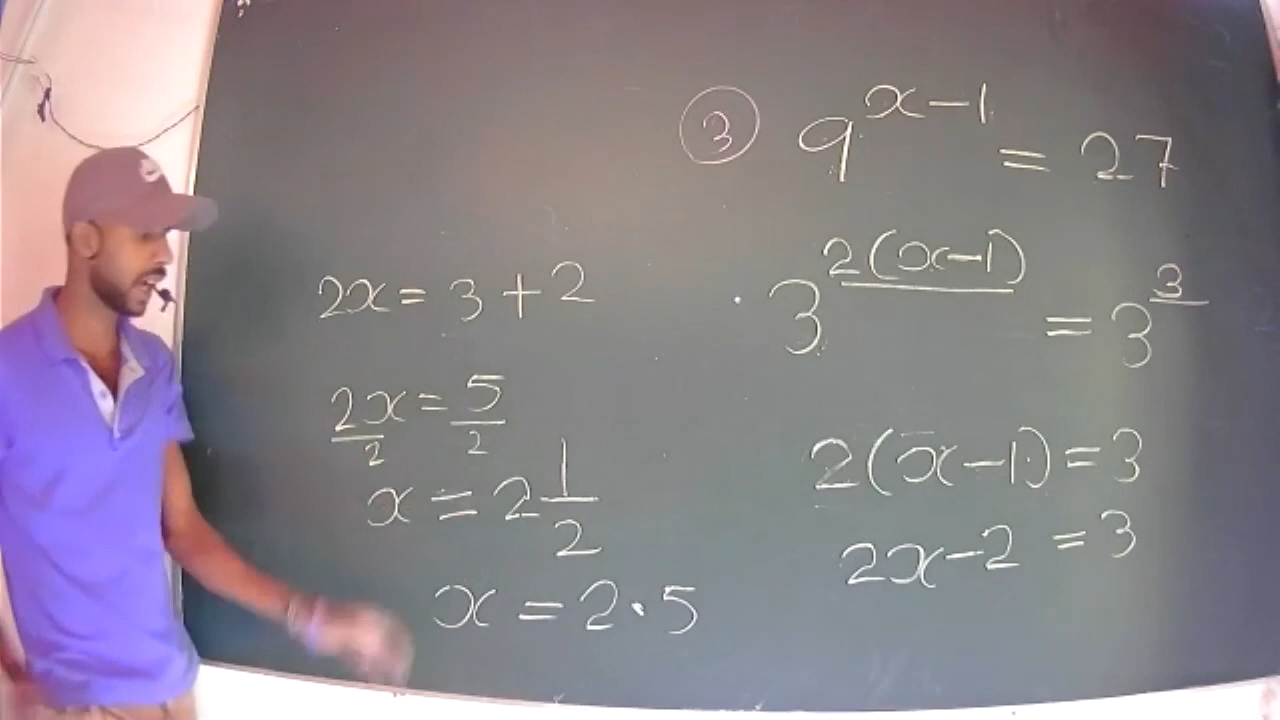 ③ 9^{x-1} = 27
3^{2(x-1)} = 3^{3}
2(x-1) = 3
2x-2 = 3
2x = 3+2
2x/2 = 5/2
x = 2 1/2
x = 2.5